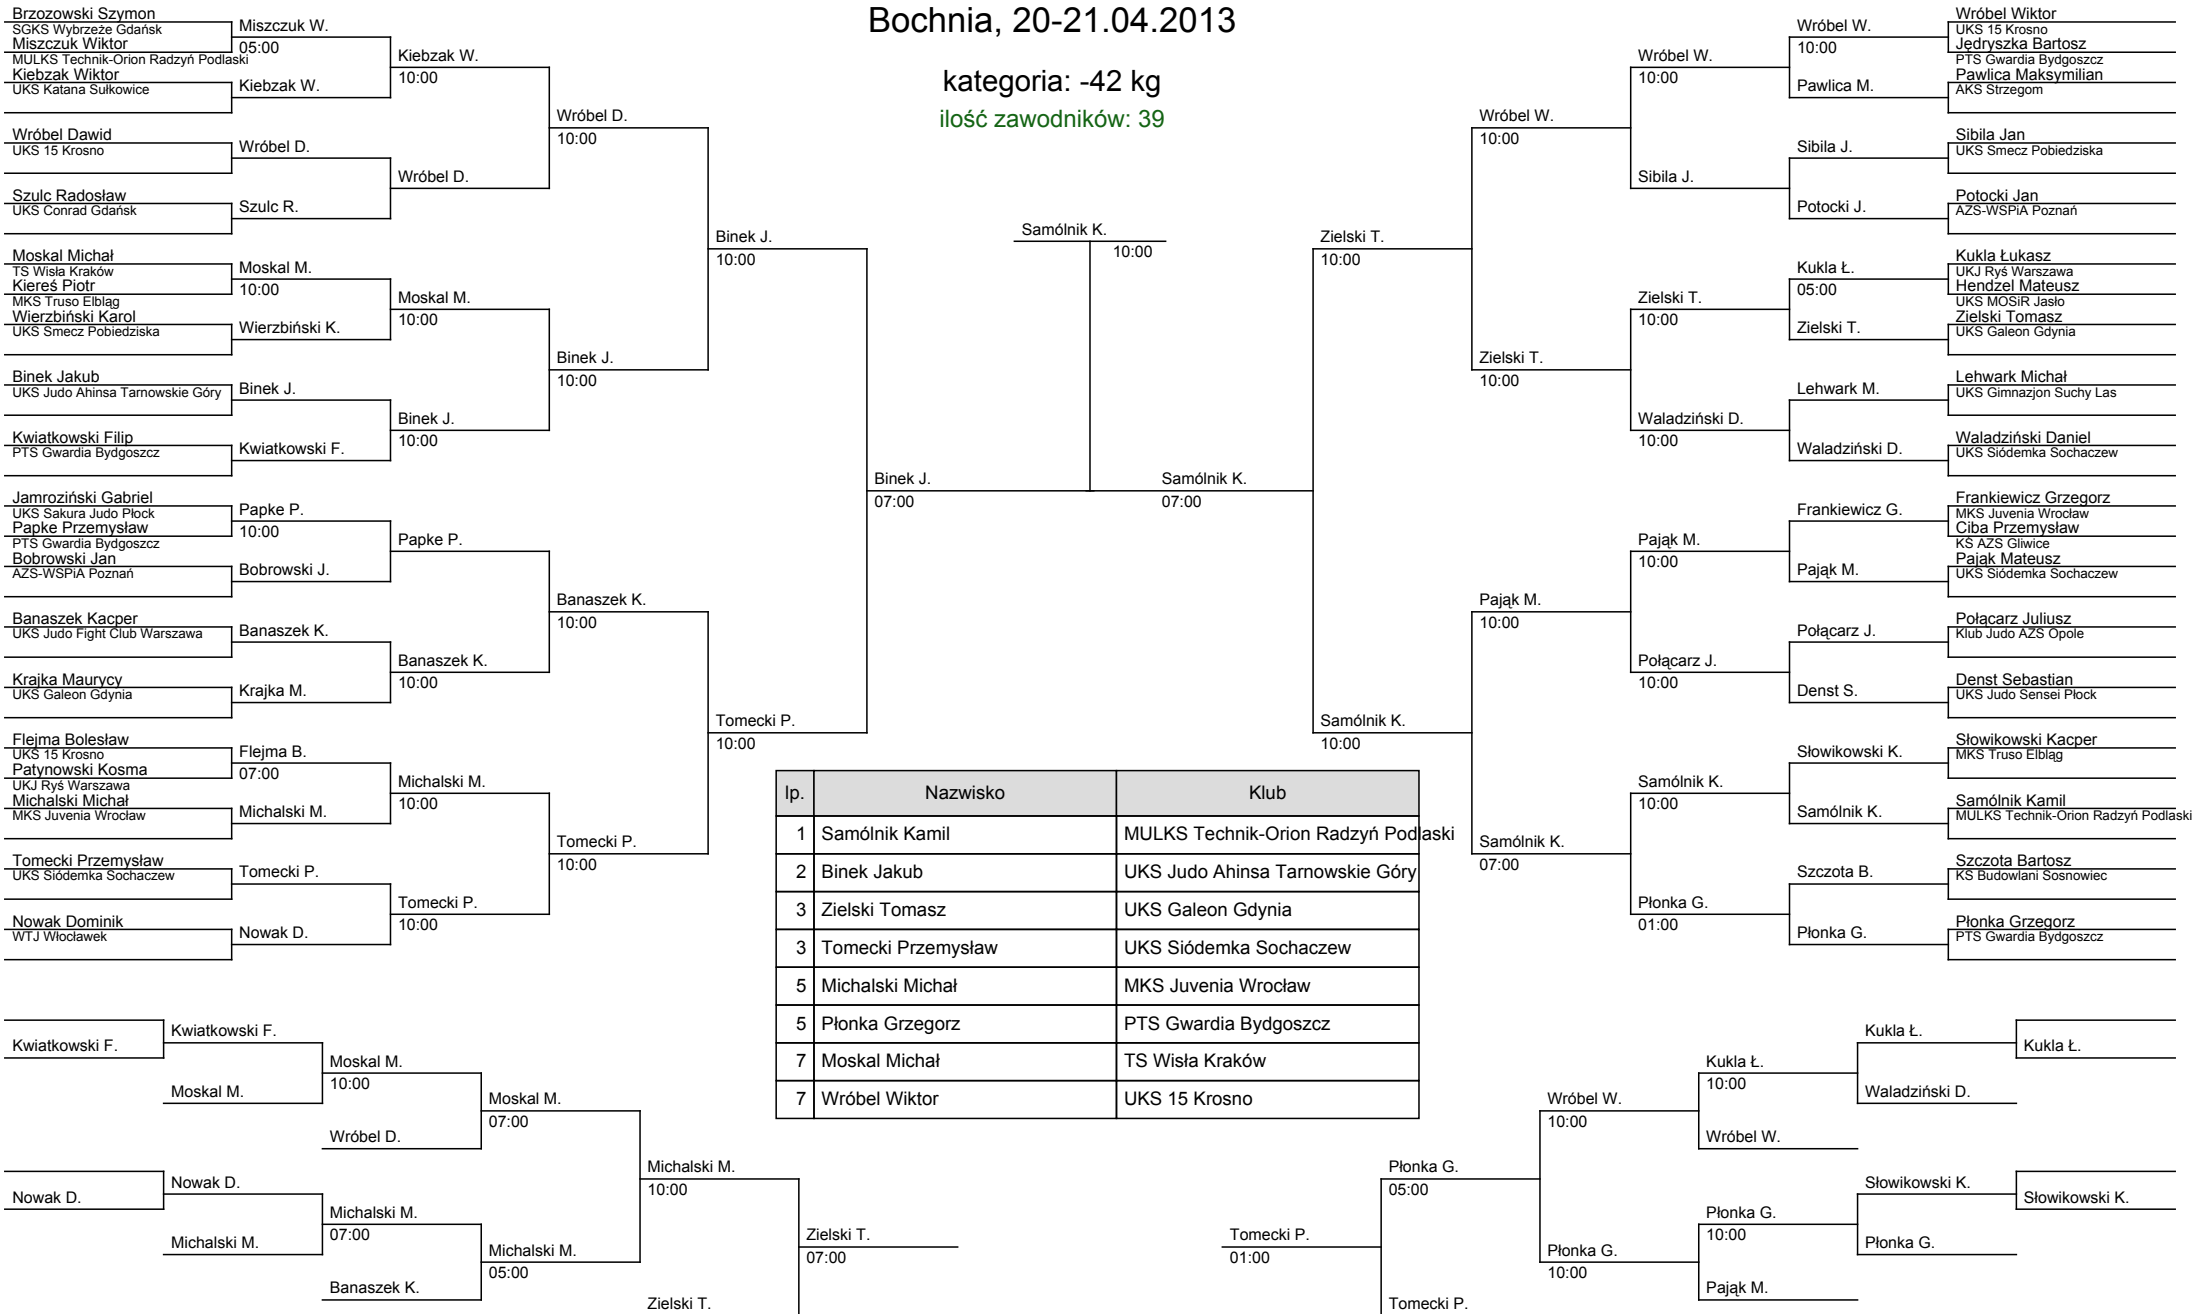 Bochnia, 20-21.04.2013
kategoria: -42 kg
ilość zawodników: 39
Brzozowski Szymon
SGKS Wybrzeże Gdańsk
Miszczuk Wiktor
MULKS Technik-Orion Radzyń Podlaski
Kiebzak Wiktor
UKS Katana Sułkowice
Wróbel Dawid
UKS 15 Krosno
Szulc Radosław
UKS Conrad Gdańsk
Moskal Michał
TS Wisła Kraków
Kiereś Piotr
MKS Truso Elbląg
Wierzbiński Karol
UKS Smecz Pobiedziska
Binek Jakub
UKS Judo Ahinsa Tarnowskie Góry
Kwiatkowski Filip
PTS Gwardia Bydgoszcz
Jamroziński Gabriel
UKS Sakura Judo Płock
Papke Przemysław
PTS Gwardia Bydgoszcz
Bobrowski Jan
AZS-WSPiA Poznań
Banaszek Kacper
UKS Judo Fight Club Warszawa
Krajka Maurycy
UKS Galeon Gdynia
Flejma Bolesław
UKS 15 Krosno
Patynowski Kosma
UKJ Ryś Warszawa
Michalski Michał
MKS Juvenia Wrocław
Tomecki Przemysław
UKS Siódemka Sochaczew
Nowak Dominik
WTJ Włocławek
Miszczuk W.
05:00
Kiebzak W.
Wróbel D.
Szulc R.
Moskal M.
10:00
Wierzbiński K.
Binek J.
Kwiatkowski F.
Papke P.
10:00
Bobrowski J.
Banaszek K.
Krajka M.
Flejma B.
07:00
Michalski M.
Tomecki P.
Nowak D.
Kiebzak W.
10:00
Wróbel D.
Moskal M.
10:00
Binek J.
10:00
Papke P.
Banaszek K.
10:00
Michalski M.
10:00
Tomecki P.
10:00
Wróbel D.
10:00
Binek J.
10:00
Banaszek K.
10:00
Tomecki P.
10:00
Binek J.
10:00
Tomecki P.
10:00
Binek J.
07:00
Samólnik K.
10:00
Samólnik K.
07:00
Zielski T.
10:00
Samólnik K.
10:00
Wróbel W.
10:00
Zielski T.
10:00
Pająk M.
10:00
Samólnik K.
07:00
Wróbel W.
10:00
Sibila J.
Zielski T.
10:00
Waladziński D.
10:00
Pająk M.
10:00
Połącarz J.
10:00
Samólnik K.
10:00
Płonka G.
01:00
Wróbel W.
10:00
Pawlica M.
Sibila J.
Potocki J.
Kukla Ł.
05:00
Zielski T.
Lehwark M.
Waladziński D.
Frankiewicz G.
Pająk M.
Połącarz J.
Denst S.
Słowikowski K.
Samólnik K.
Szczota B.
Płonka G.
Wróbel Wiktor
UKS 15 Krosno
Jędryszka Bartosz
PTS Gwardia Bydgoszcz
Pawlica Maksymilian
AKS Strzegom
Sibila Jan
UKS Smecz Pobiedziska
Potocki Jan
AZS-WSPiA Poznań
Kukla Łukasz
UKJ Ryś Warszawa
Hendzel Mateusz
UKS MOSiR Jasło
Zielski Tomasz
UKS Galeon Gdynia
Lehwark Michał
UKS Gimnazjon Suchy Las
Waladziński Daniel
UKS Siódemka Sochaczew
Frankiewicz Grzegorz
MKS Juvenia Wrocław
Ciba Przemysław
KS AZS Gliwice
Pająk Mateusz
UKS Siódemka Sochaczew
Połącarz Juliusz
Klub Judo AZS Opole
Denst Sebastian
UKS Judo Sensei Płock
Słowikowski Kacper
MKS Truso Elbląg
Samólnik Kamil
MULKS Technik-Orion Radzyń Podlaski
Szczota Bartosz
KS Budowlani Sosnowiec
Płonka Grzegorz
PTS Gwardia Bydgoszcz
lp. Nazwisko Klub
1 Samólnik Kamil MULKS Technik-Orion Radzyń Podlaski
2 Binek Jakub UKS Judo Ahinsa Tarnowskie Góry
3 Zielski Tomasz UKS Galeon Gdynia
3 Tomecki Przemysław UKS Siódemka Sochaczew
5 Michalski Michał MKS Juvenia Wrocław
5 Płonka Grzegorz PTS Gwardia Bydgoszcz
7 Moskal Michał TS Wisła Kraków
7 Wróbel Wiktor UKS 15 Krosno
Kwiatkowski F.
Nowak D.
Kwiatkowski F.
Moskal M.
Nowak D.
Michalski M.
Moskal M.
10:00
Wróbel D.
Michalski M.
07:00
Banaszek K.
Moskal M.
07:00
Michalski M.
05:00
Michalski M.
10:00
Zielski T.
Zielski T.
07:00
Tomecki P.
01:00
Płonka G.
05:00
Tomecki P.
Wróbel W.
10:00
Płonka G.
10:00
Kukla Ł.
10:00
Wróbel W.
Płonka G.
10:00
Pająk M.
Kukla Ł.
Waladziński D.
Słowikowski K.
Płonka G.
Kukla Ł.
Słowikowski K.